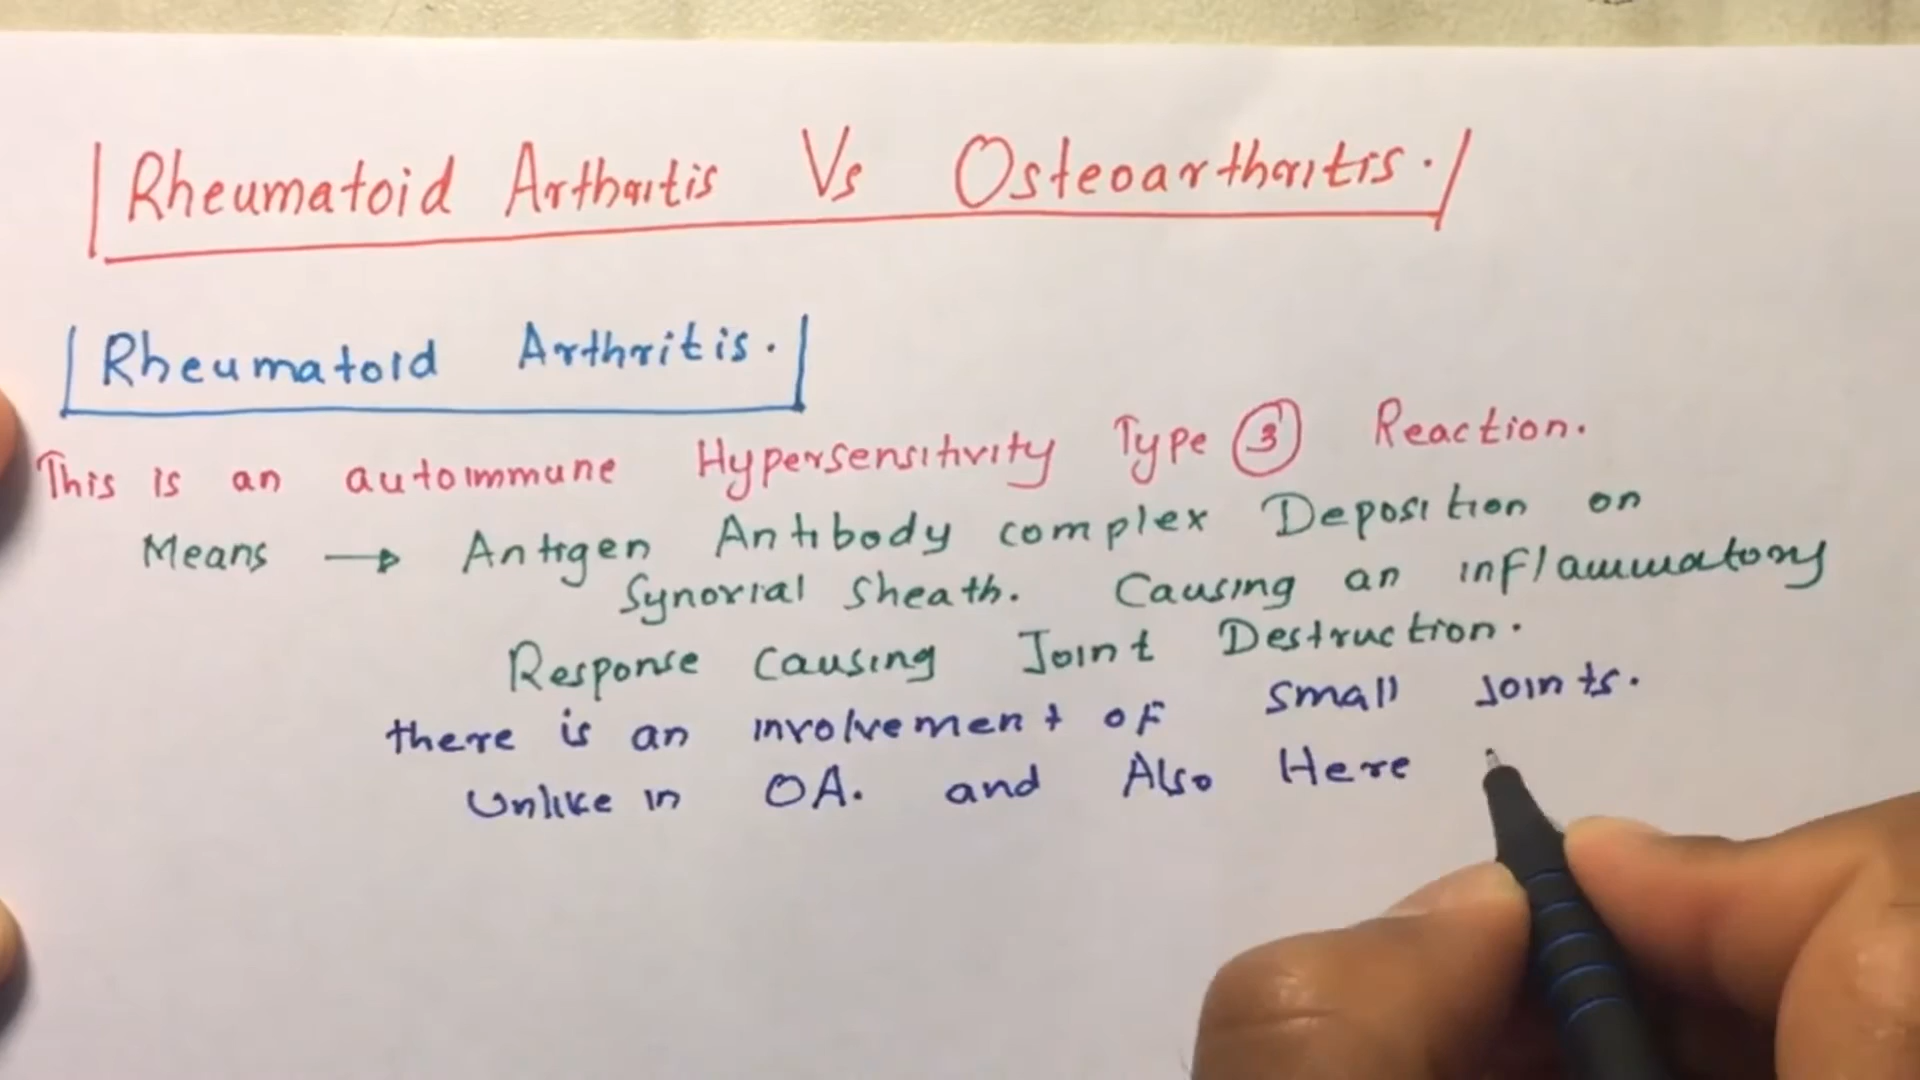 Rheumatoid Arthritis Vs Osteoarthritis.
Rheumatoid Arthritis.
This is an autoimmune Hypersensitivity Type 3 Reaction.
Means → Antigen Antibody complex Deposition on
Synovial Sheath. Causing an inflammatory
Response causing Joint Destruction.
there is an involvement of small Joints.
Unlike in OA. and Also Here